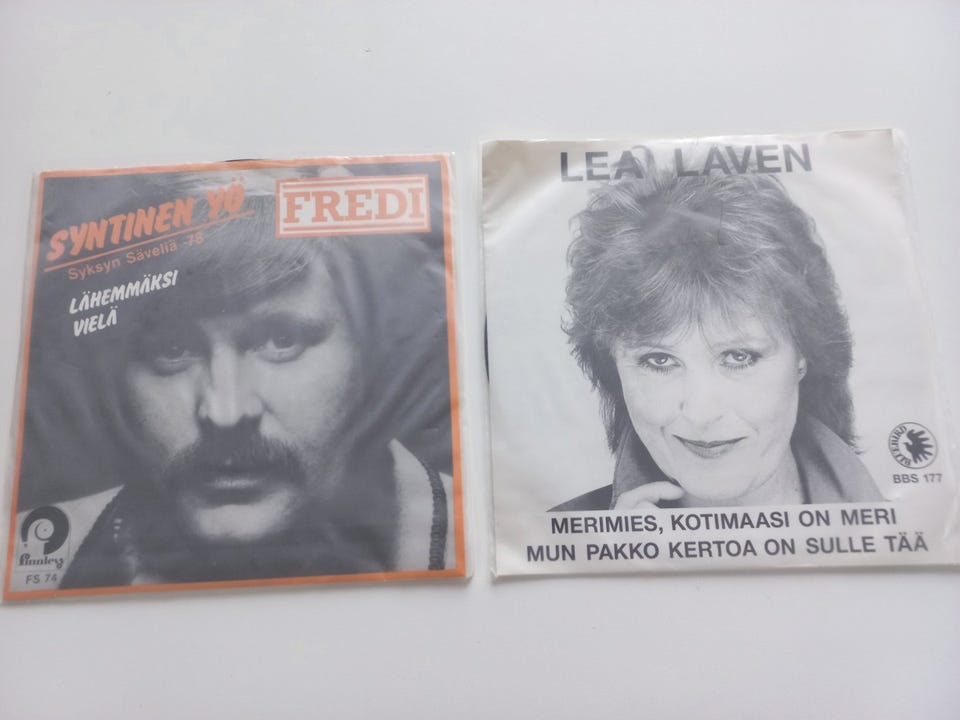 SYNTINEN YÖ
Syksyn Säveliä -78
LÄHEMMÄKSI
VIELÄ
FREDI
finnlevy
FS 74
LEA LAVEN
BLUEBIRD
BBS 177
MERIMIES, KOTIMAASI ON MERI
MUN PAKKO KERTOA ON SULLE TÄÄ